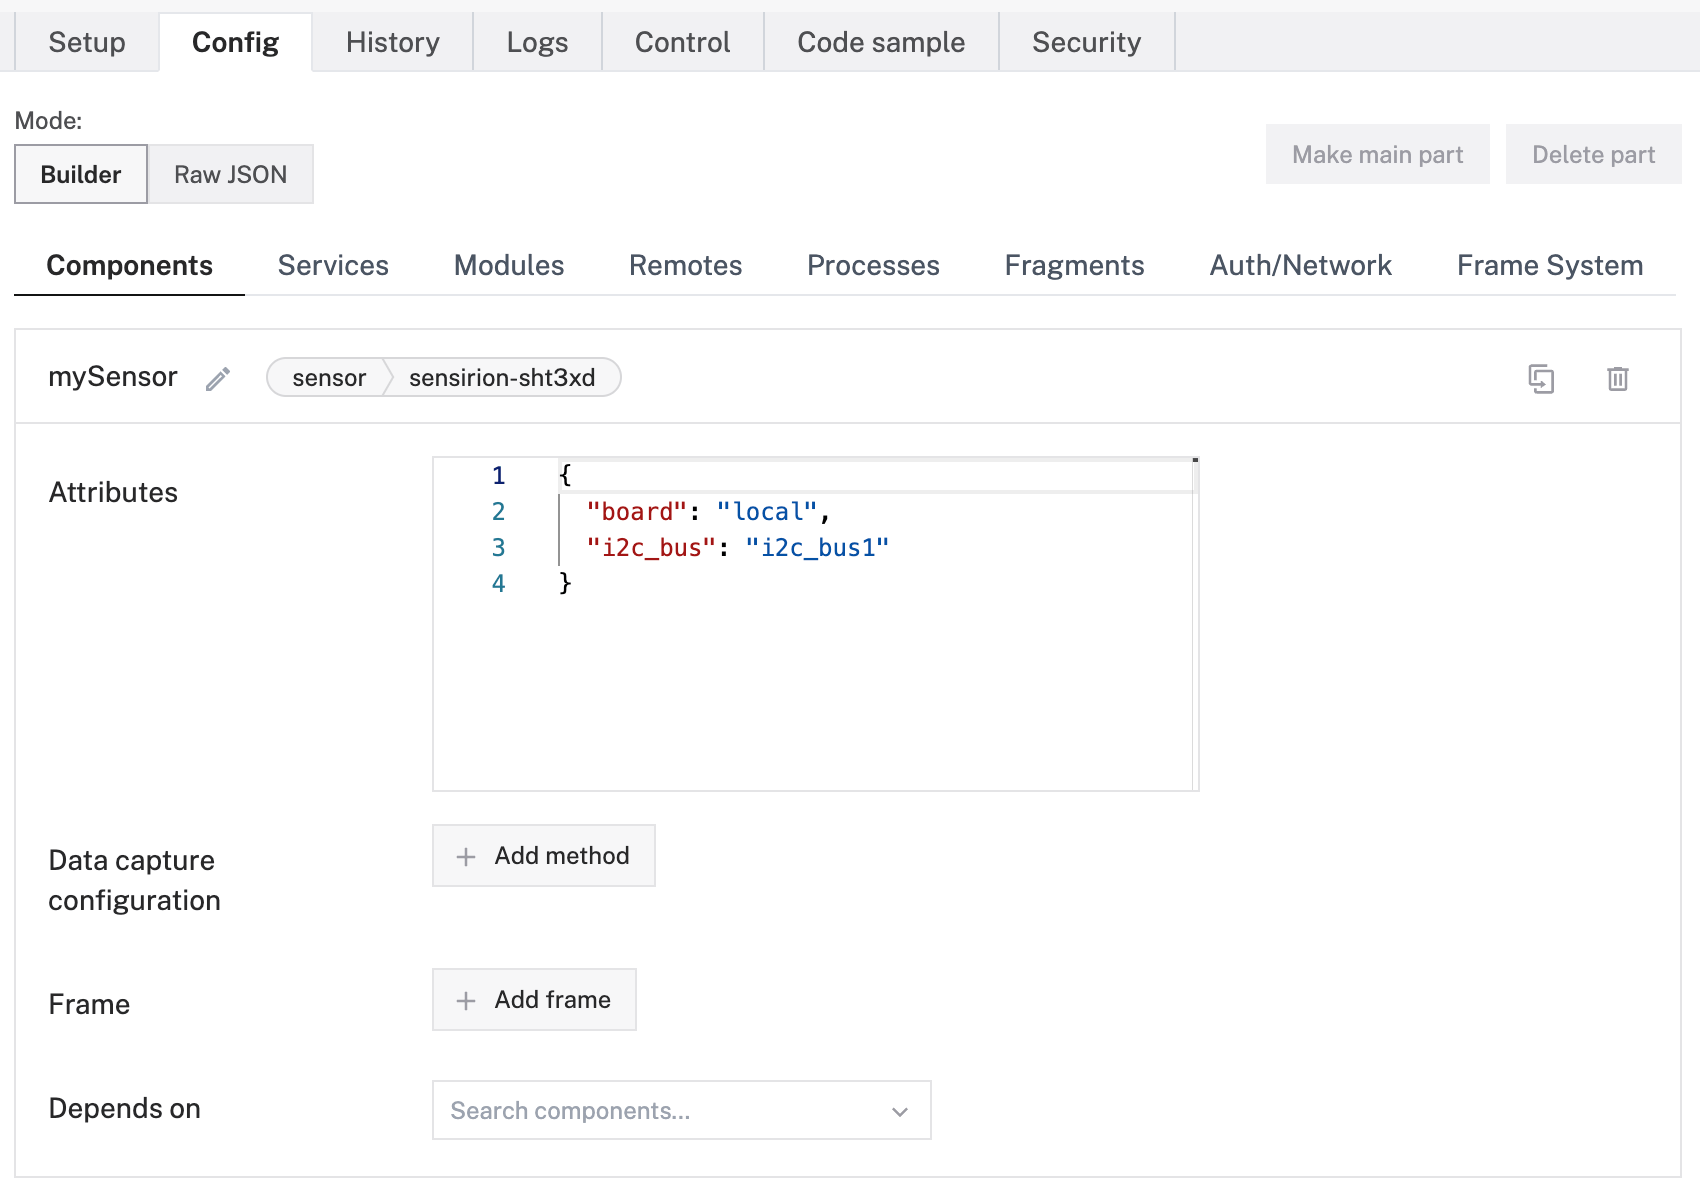 Setup Config History Logs Control Code sample Security
Mode:
Builder Raw JSON Make main part Delete part
Components Services Modules Remotes Processes Fragments Auth/Network Frame System
mySensor sensor sensirion-sht3xd
Attributes
1 {
2 "board": "local",
3 "i2c_bus": "i2c_bus1"
4 }
Data capture
configuration
+ Add method
Frame + Add frame
Depends on Search components...